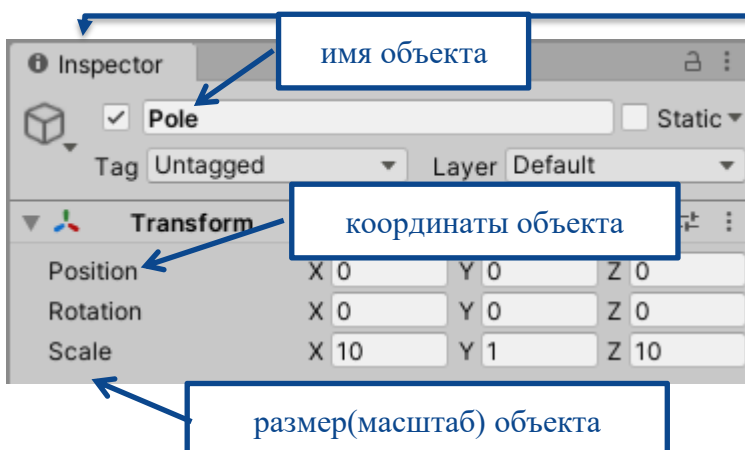 имя объекта
Inspector
Pole
Static
Tag Untagged Layer Default
Transform
координаты объекта
Position X 0 Y 0 Z 0
Rotation X 0 Y 0 Z 0
Scale X 10 Y 1 Z 10
размер(масштаб) объекта